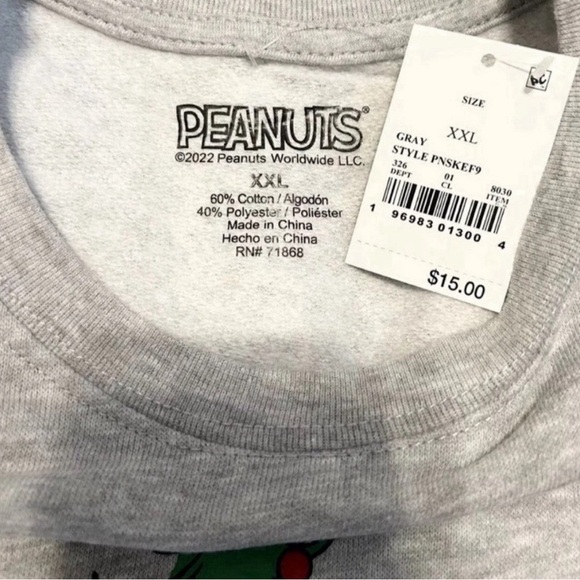 PEANUTS®
©2022 Peanuts Worldwide LLC.
XXL
60% Cotton / Algodón
40% Polyester / Poliéster
Made in China
Hecho en China
RN# 71868
SIZE
XXL
GRAY
STYLE PNSKEF9
326 01 8030
DEPT CL ITEM
1 96983 01300 4
$15.00